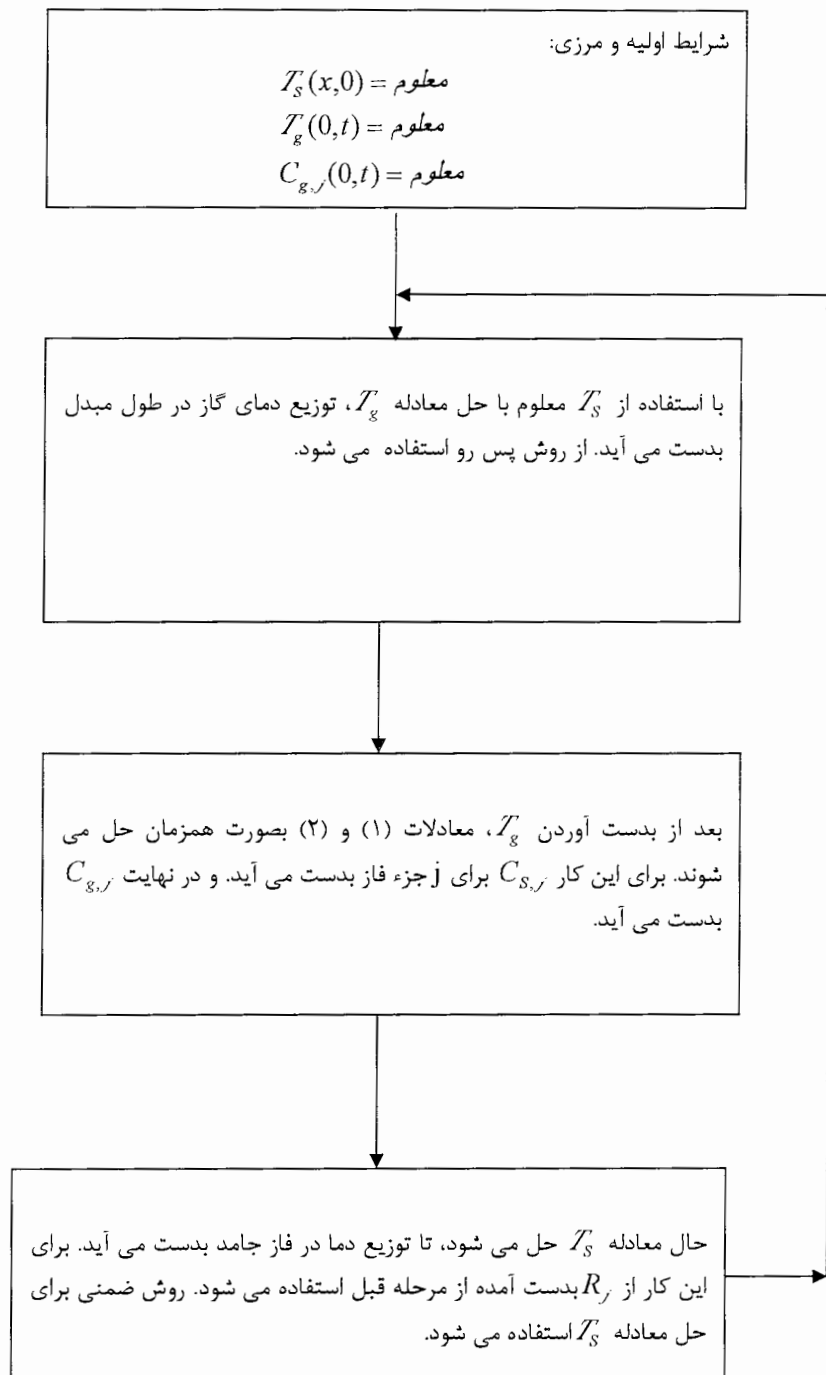 شرایط اولیه و مرزی:
T_s(x,0) = معلوم
T_g(0,t) = معلوم
C_{g,j}(0,t) = معلوم
با استفاده از T_S معلوم با حل معادله T_g، توزیع دمای گاز در طول مبدل
بدست می آید. از روش پس رو استفاده می شود.
بعد از بدست آوردن T_g، معادلات (۱) و (۲) بصورت همزمان حل می
شوند. برای این کار C_{S,j} برای j جزء فاز بدست می آید. و در نهایت C_{g,j}
بدست می آید.
حال معادله T_S حل می شود، تا توزیع دما در فاز جامد بدست می آید. برای
این کار از R_j بدست آمده از مرحله قبل استفاده می شود. روش ضمنی برای
حل معادله T_S استفاده می شود.